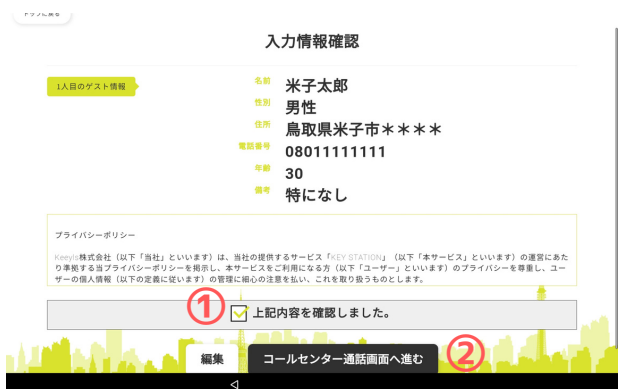 トップに戻る
入力情報確認
1人目のゲスト情報
名前 米子太郎
性別 男性
住所 鳥取県米子市＊＊＊＊
電話番号 08011111111
年齢 30
備考 特になし
プライバシーポリシー
Keeyls株式会社（以下「当社」といいます）は、当社の提供するサービス「KEY STATION」（以下「本サービス」といいます）の運営にあた
り準拠する当プライバシーポリシーを掲示し、本サービスをご利用になる方（以下「ユーザー」といいます）のプライバシーを尊重し、ユー
ザーの個人情報（以下の定義に従います）の管理に細心の注意を払い、これを取り扱うものとします。
① 上記内容を確認しました。
編集 コールセンター通話画面へ進む ②